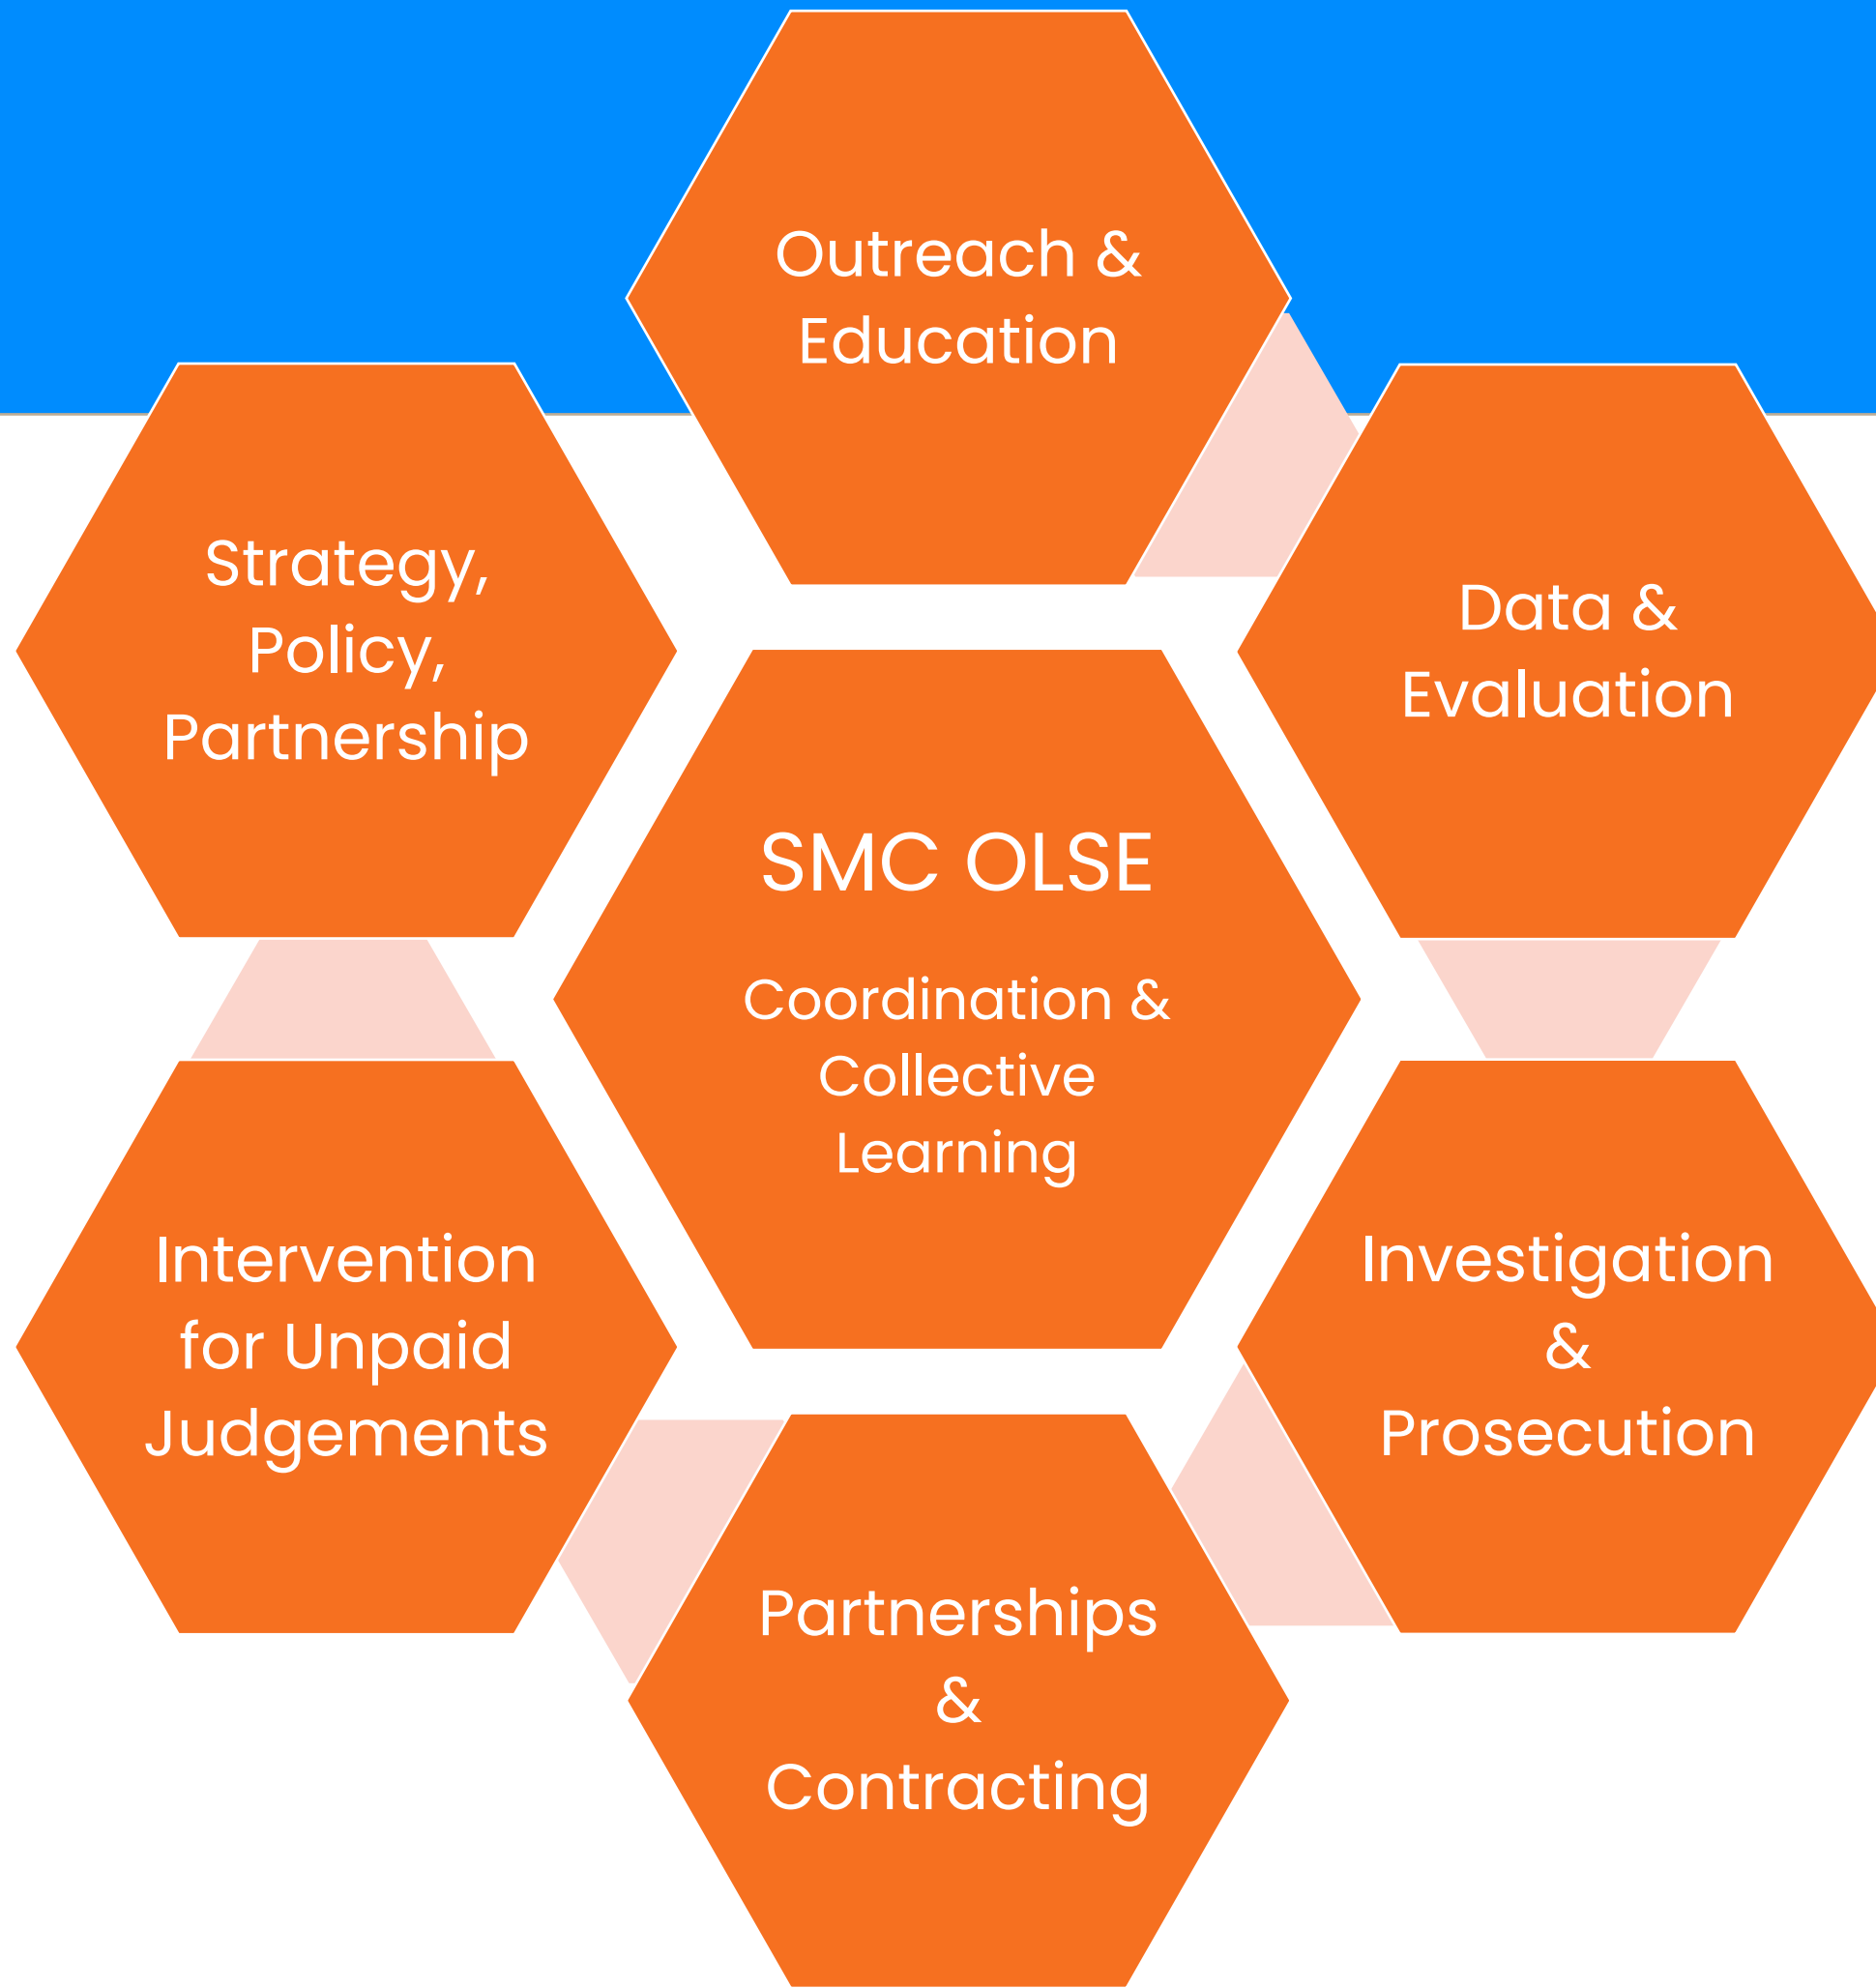 Outreach &
Education
Strategy,
Policy,
Partnership
Data &
Evaluation
SMC OLSE
Coordination &
Collective
Learning
Intervention
for Unpaid
Judgements
Investigation
&
Prosecution
Partnerships
&
Contracting